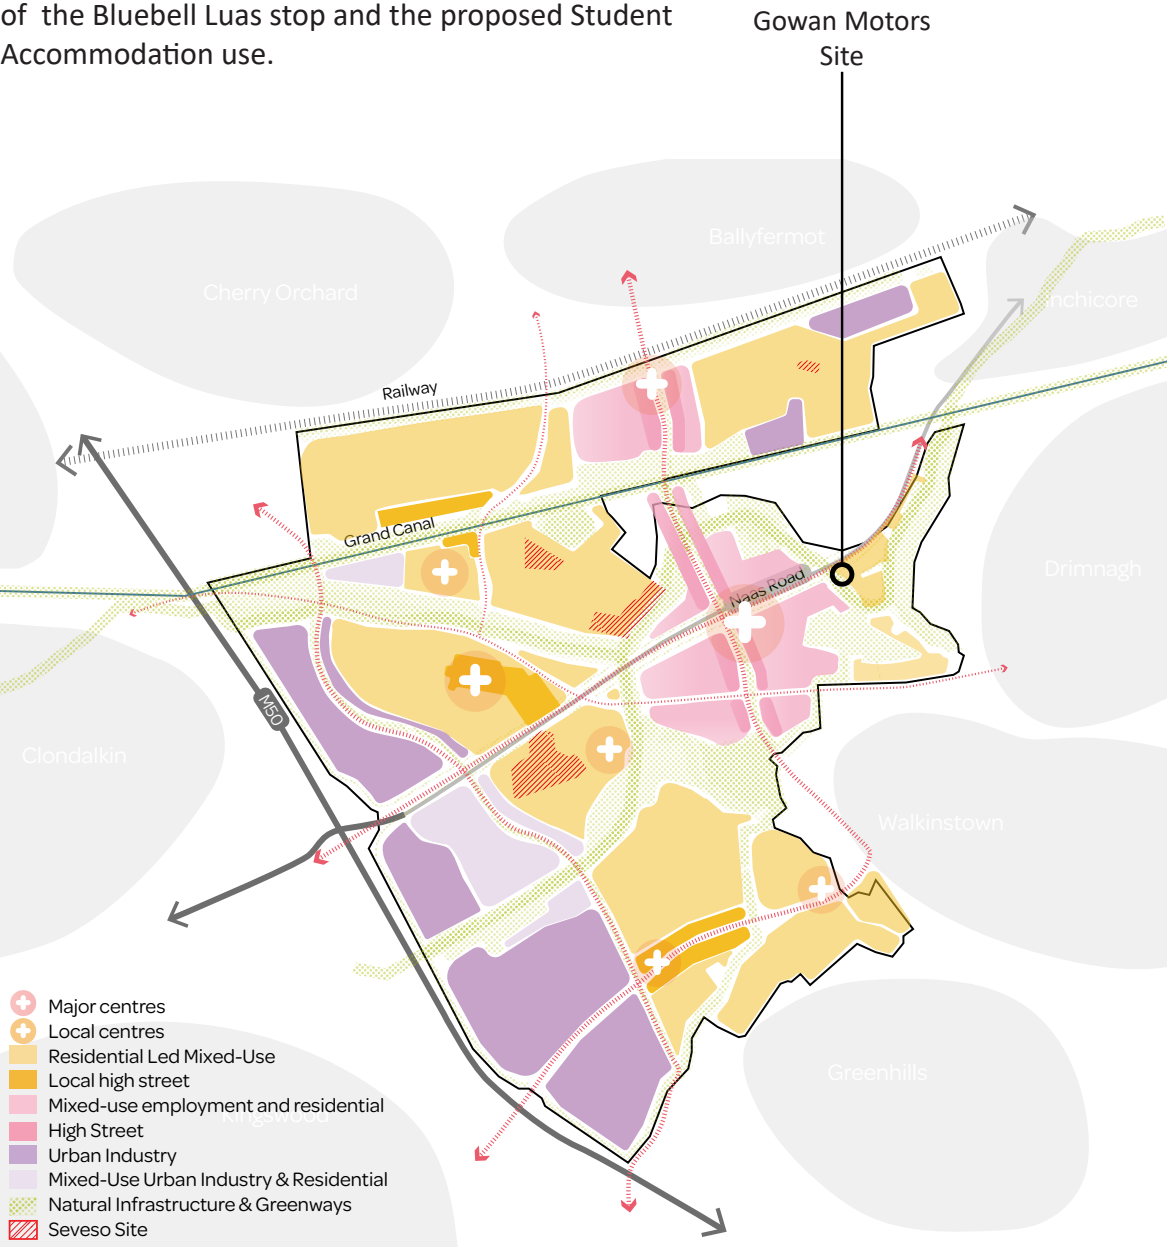 of the Bluebell Luas stop and the proposed Student
Accommodation use.
Gowan Motors
Site
Ballyfermot
Cherry Orchard
Inchicore
Railway
Grand Canal
Drimnagh
Naas Road
M50
Clondalkin
Walkinstown
Greenhills
Kingswood
Major centres
Local centres
Residential Led Mixed-Use
Local high street
Mixed-use employment and residential
High Street
Urban Industry
Mixed-Use Urban Industry & Residential
Natural Infrastructure & Greenways
Seveso Site